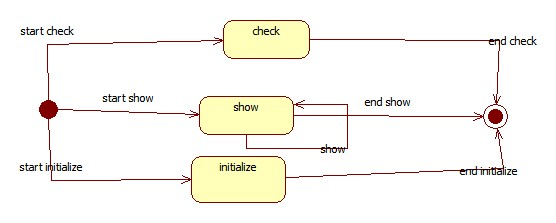 start check
check
end check
start show
show
end show
show
start initialize
initialize
end initialize